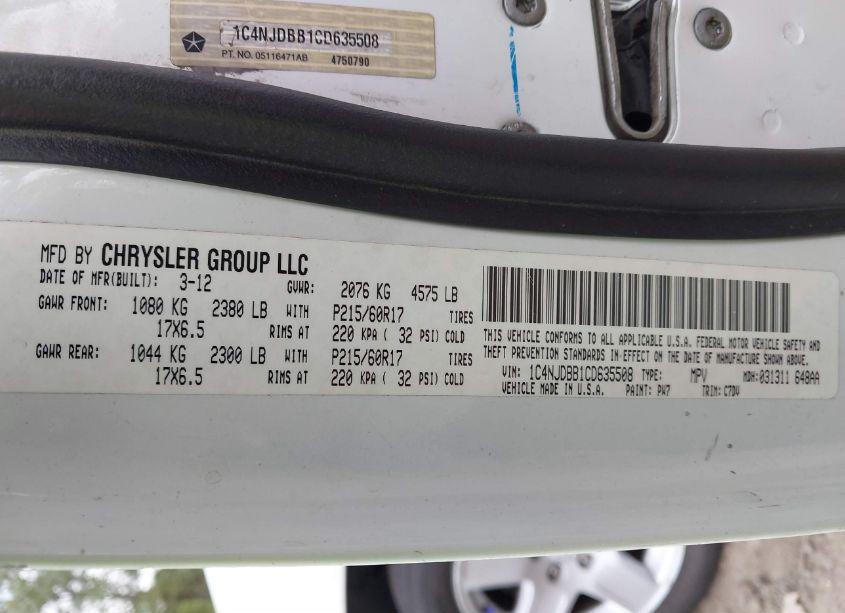 1C4NJDBB1CD635508
PT. NO. 05116471AB 4750790
MFD BY CHRYSLER GROUP LLC
DATE OF MFR(BUILT): 3-12 GVWR: 2076 KG 4575 LB
GAWR FRONT: 1080 KG 2380 LB WITH P215/60R17 TIRES
17X6.5 RIMS AT 220 KPA ( 32 PSI) COLD
GAWR REAR: 1044 KG 2300 LB WITH P215/60R17 TIRES
17X6.5 RIMS AT 220 KPA ( 32 PSI) COLD
THIS VEHICLE CONFORMS TO ALL APPLICABLE U.S.A. FEDERAL MOTOR VEHICLE SAFETY AND
THEFT PREVENTION STANDARDS IN EFFECT ON THE DATE OF MANUFACTURE SHOWN ABOVE.
VIN: 1C4NJDBB1CD635508 TYPE: MPV MDH: 031311 648AA
VEHICLE MADE IN U.S.A. PAINT: PW7 TRIM: C7DV